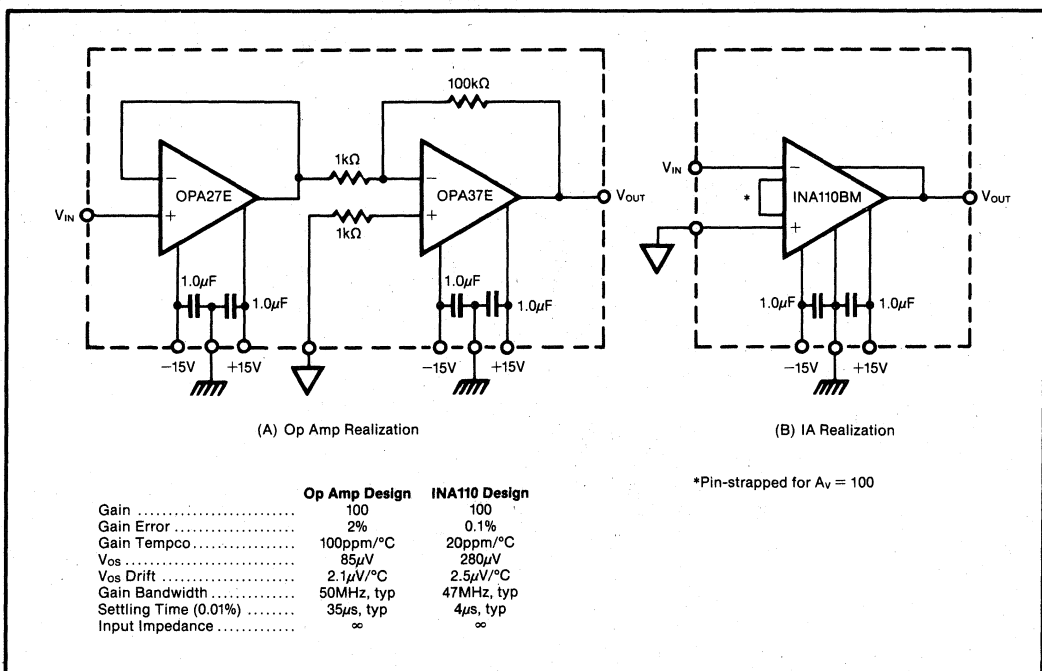 100kΩ
1kΩ
− OPA27E +
− OPA37E +
V_IN
V_OUT
1kΩ
1.0μF
1.0μF
1.0μF
1.0μF
−15V
+15V
−15V
+15V
(A) Op Amp Realization
V_IN
− INA110BM +
*
V_OUT
1.0μF
1.0μF
−15V
+15V
(B) IA Realization
*Pin-strapped for A_V = 100
Op Amp Design INA110 Design
Gain ........................ 100 100
Gain Error .................. 2% 0.1%
Gain Tempco ................. 100ppm/°C 20ppm/°C
V_OS ........................ 85μV 280μV
V_OS Drift .................. 2.1μV/°C 2.5μV/°C
Gain Bandwidth .............. 50MHz, typ 47MHz, typ
Settling Time (0.01%) ....... 35μs, typ 4μs, typ
Input Impedance ............. ∞ ∞